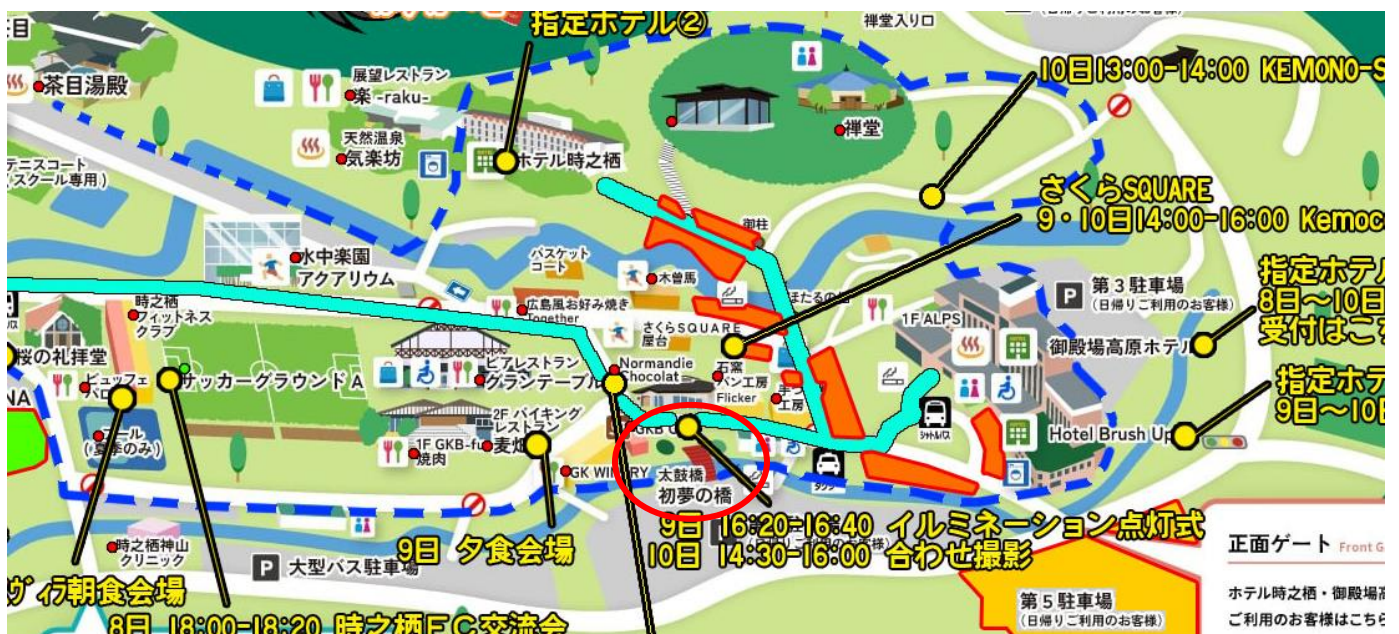 指定ホテル②
禅堂入り口
10日13:00-14:00 KEMONO-S
茶目湯殿
展望レストラン
楽 -raku-
天然温泉
気楽坊
ホテル時之栖
禅堂
テニスコート
(スクール専用)
さくらSQUARE
9・10日14:00-16:00 Kemoc
御柱
水中楽園
アクアリウム
バスケット
コート
木曽馬
第3駐車場
(日帰りご利用のお客様)
指定ホテル
8日～10日
受付はこち
時之栖
フィットネス
クラブ
広島風お好み焼き
Together
さくらSQUARE
屋台
1F ALPS
御殿場高原ホテル
桜の礼拝堂
サッカーグラウンドA
ビアレストラン
グランテーブル
Normandie
Chocolat
石窯
パン工房
Flicker
工房
指定ホテ
9日～10日
ビュッフェ
プール
(夏季のみ)
2F バイキング
レストラン
麦畑
1F GKB-fu
焼肉
シャトルバス
Hotel Brush Up
GK WINERY
太鼓橋
初夢の橋
タクシー
9日 16:20-16:40 イルミネーション点灯式
10日 14:30-16:00 合わせ撮影
9日 夕食会場
時之栖神山
クリニック
P 大型バス駐車場
正面ゲート Front G
ヴィラ朝食会場
8日 18:00-18:20 時之栖FC交流会
第5駐車場
(日帰りご利用のお客様)
ホテル時之栖・御殿場高
ご利用のお客様はこちら